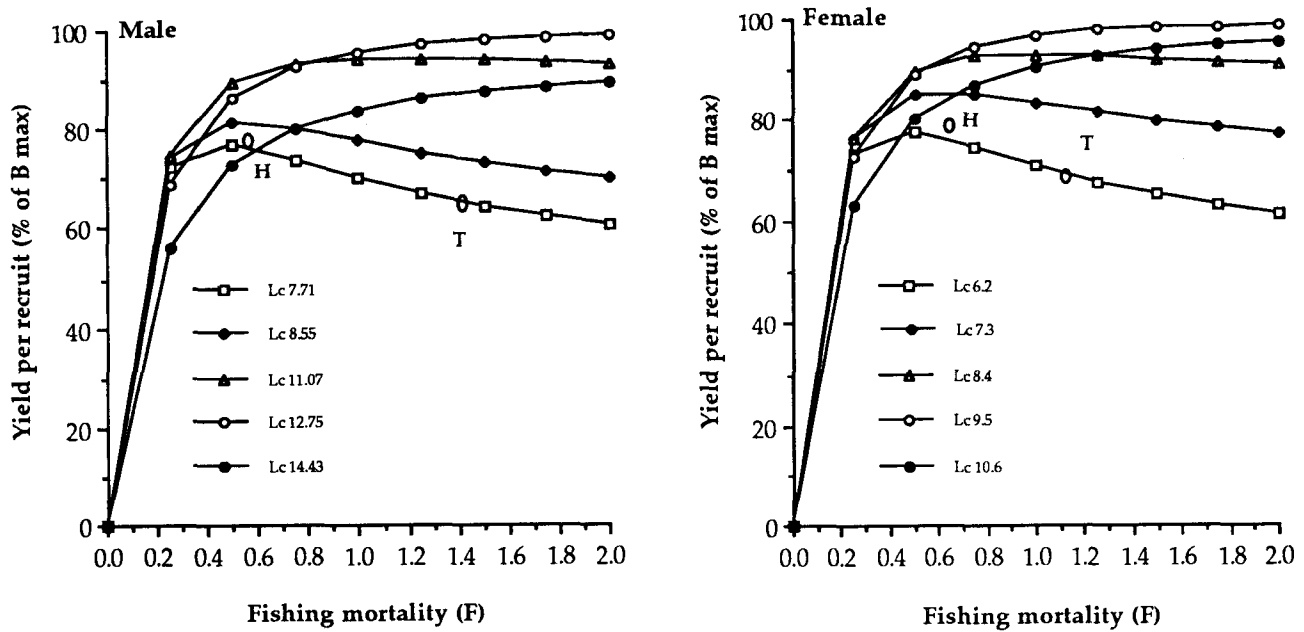 Male
Yield per recruit (% of B max)
100
80
60
40
20
0
H
T
Lc 7.71
Lc 8.55
Lc 11.07
Lc 12.75
Lc 14.43
0.0 0.2 0.4 0.6 0.8 1.0 1.2 1.4 1.6 1.8 2.0
Fishing mortality (F)
Female
Yield per recruit (% of B max)
100
80
60
40
20
0
H
T
Lc 6.2
Lc 7.3
Lc 8.4
Lc 9.5
Lc 10.6
0.0 0.2 0.4 0.6 0.8 1.0 1.2 1.4 1.6 1.8 2.0
Fishing mortality (F)